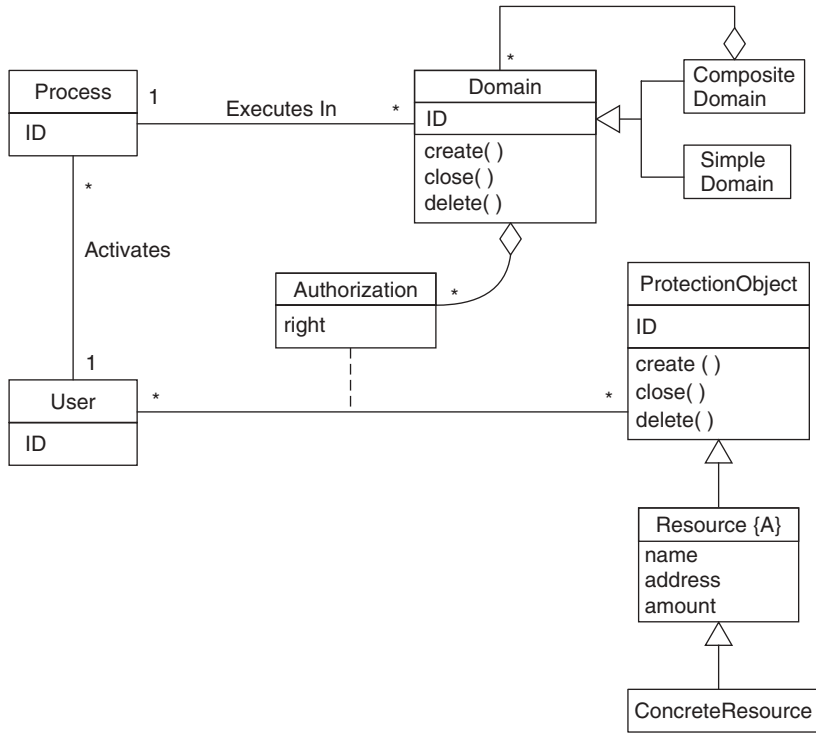 *
Process
ID
1
Executes In
*
Domain
ID
create( )
close( )
delete( )
Composite
Domain
Simple
Domain
*
Activates
1
Authorization
right
*
ProtectionObject
ID
create ( )
close( )
delete( )
User
ID
*
*
Resource {A}
name
address
amount
ConcreteResource